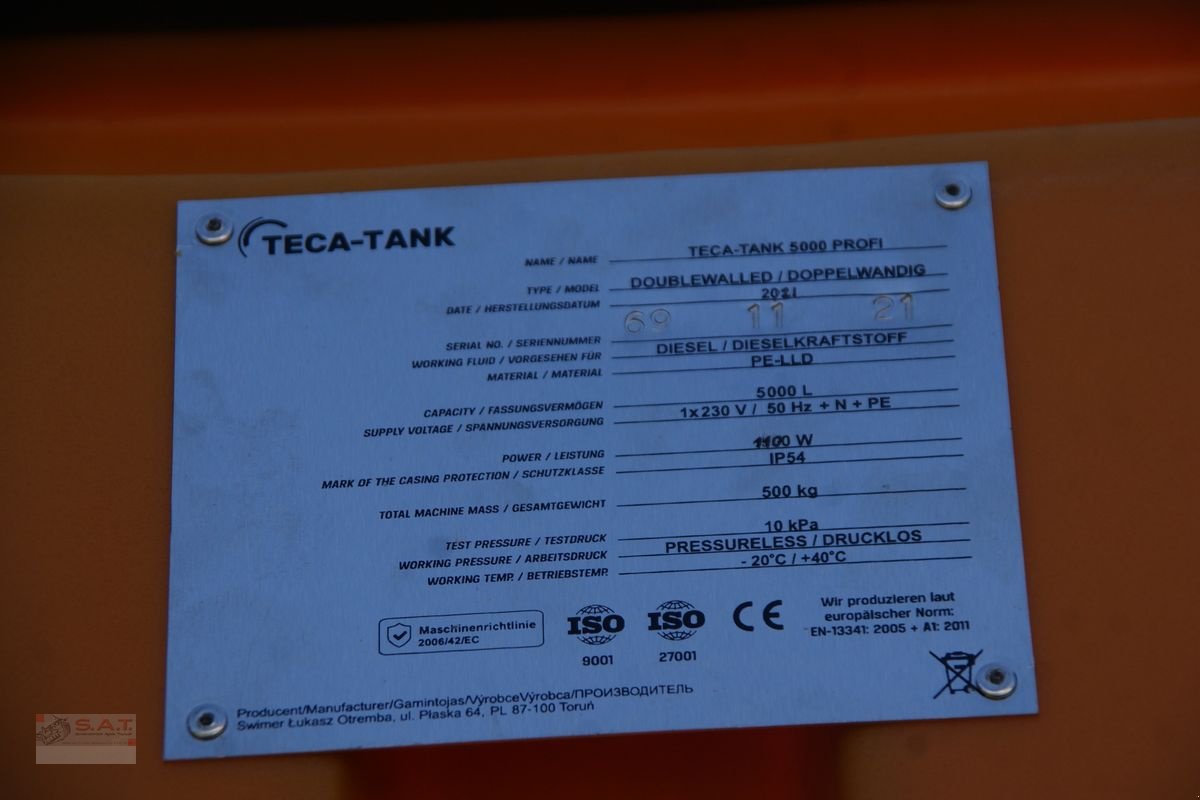 TECA-TANK
NAME / NAME TECA-TANK 5000 PROFI
TYPE / MODEL DOUBLEWALLED / DOPPELWANDIG
DATE / HERSTELLUNGSDATUM 2021
SERIAL NO. / SERIENNUMMER 69 11 21
WORKING FLUID / VORGESEHEN FÜR DIESEL / DIESELKRAFTSTOFF
MATERIAL / MATERIAL PE-LLD
CAPACITY / FASSUNGSVERMÖGEN 5000 L
SUPPLY VOLTAGE / SPANNUNGSVERSORGUNG 1x230 V / 50 Hz + N + PE
POWER / LEISTUNG 1100 W
MARK OF THE CASING PROTECTION / SCHUTZKLASSE IP54
TOTAL MACHINE MASS / GESAMTGEWICHT 500 kg
TEST PRESSURE / TESTDRUCK 10 kPa
WORKING PRESSURE / ARBEITSDRUCK PRESSURELESS / DRUCKLOS
WORKING TEMP. / BETRIEBSTEMP. - 20°C / +40°C
Maschinenrichtlinie
2006/42/EC
ISO
9001
ISO
27001
CE
Wir produzieren laut
europäischer Norm:
EN-13341: 2005 + A1: 2011
Producent/Manufacturer/Gamintojas/VýrobceVýrobca/ПРОИЗВОДИТЕЛЬ
Swimer Łukasz Otremba, ul. Płaska 64, PL 87-100 Toruń
S.A.T.